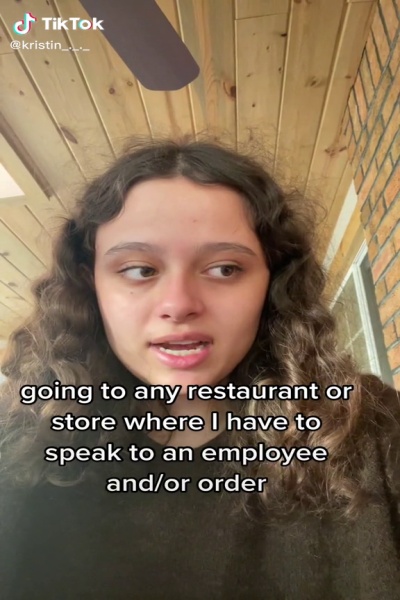 TikTok
@kristin_._._
going to any restaurant or
store where I have to
speak to an employee
and/or order